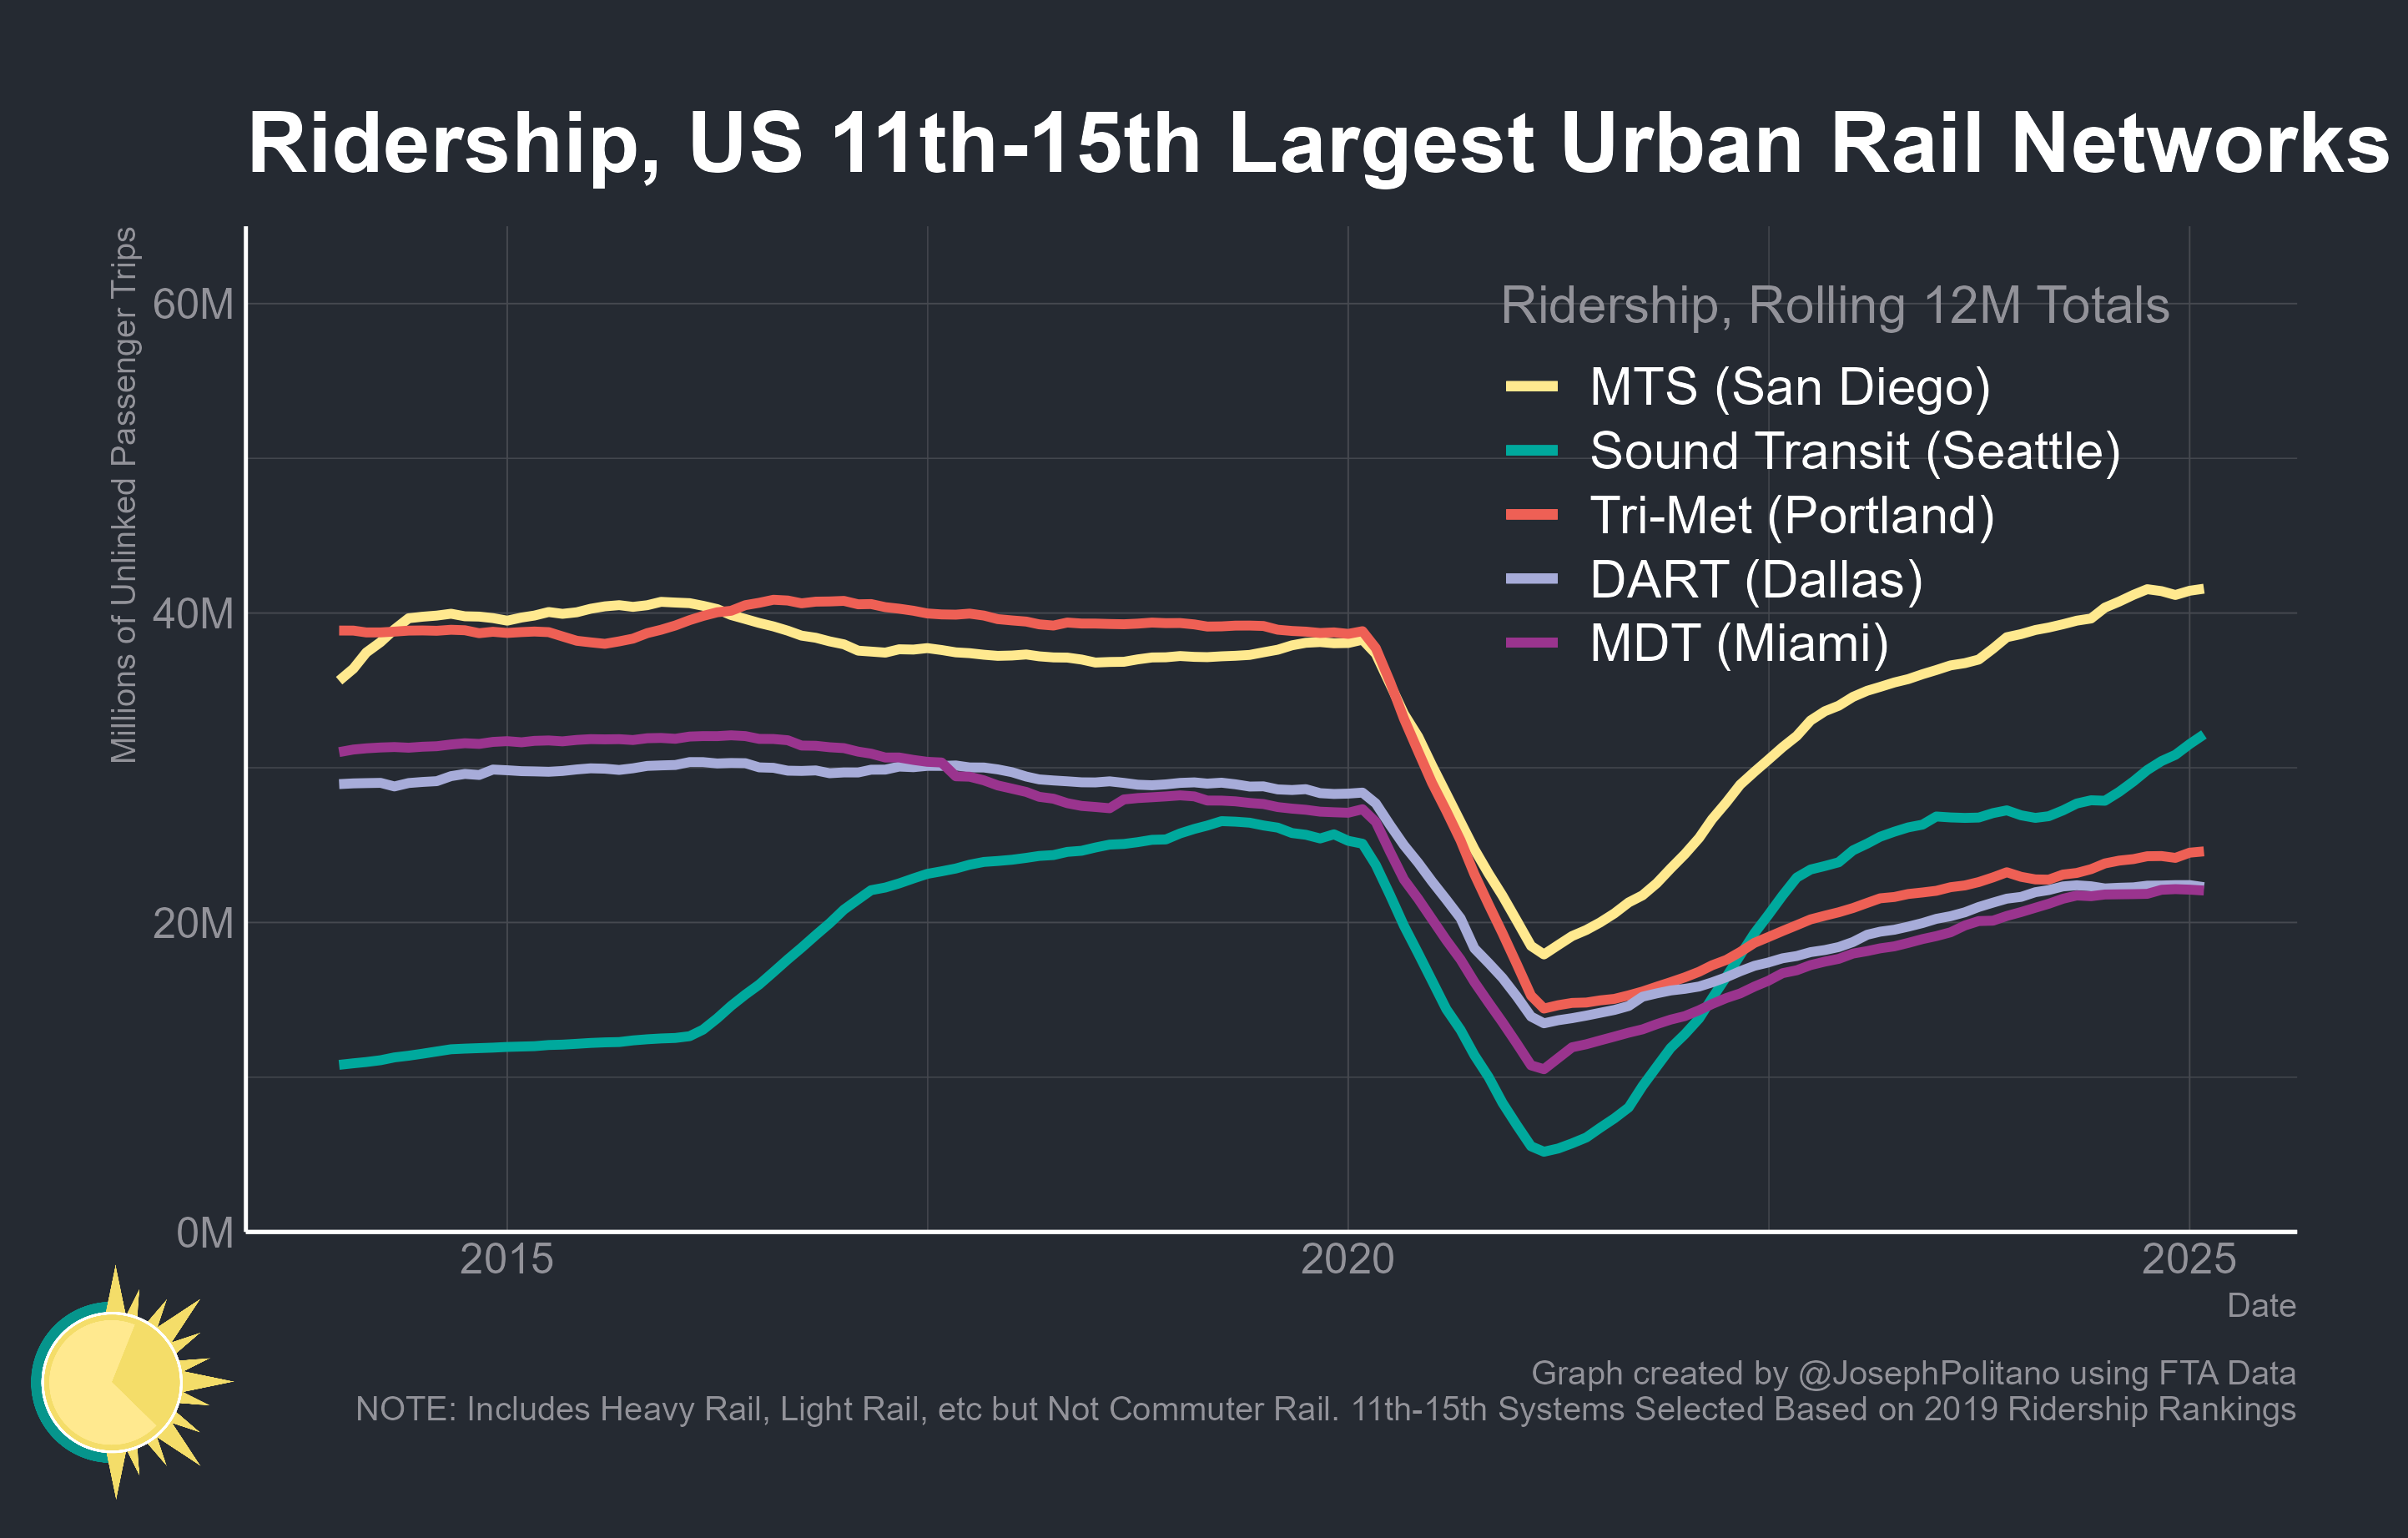 Ridership, US 11th-15th Largest Urban Rail Networks
Millions of Unlinked Passenger Trips
60M
40M
20M
0M
Ridership, Rolling 12M Totals
MTS (San Diego)
Sound Transit (Seattle)
Tri-Met (Portland)
DART (Dallas)
MDT (Miami)
2015
2020
2025
Date
Graph created by @JosephPolitano using FTA Data
NOTE: Includes Heavy Rail, Light Rail, etc but Not Commuter Rail. 11th-15th Systems Selected Based on 2019 Ridership Rankings